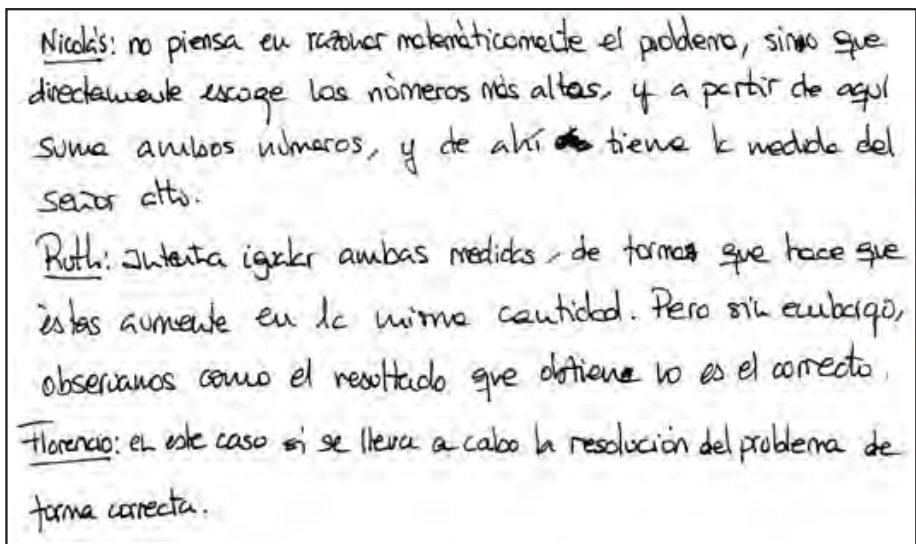 Nicolás: no piensa en razonar matemáticamente el problema, sino que
directamente escoge los números más altos, y a partir de aquí
suma ambos números, y de ahí tiene la medida del
señor alto.
Ruth: Intenta igualar ambas medidas, de forma que hace que
éstas aumente en la misma cantidad. Pero sin embargo,
observamos como el resultado que obtiene no es el correcto.
Florencio: en este caso si se lleva a cabo la resolución del problema de
forma correcta.